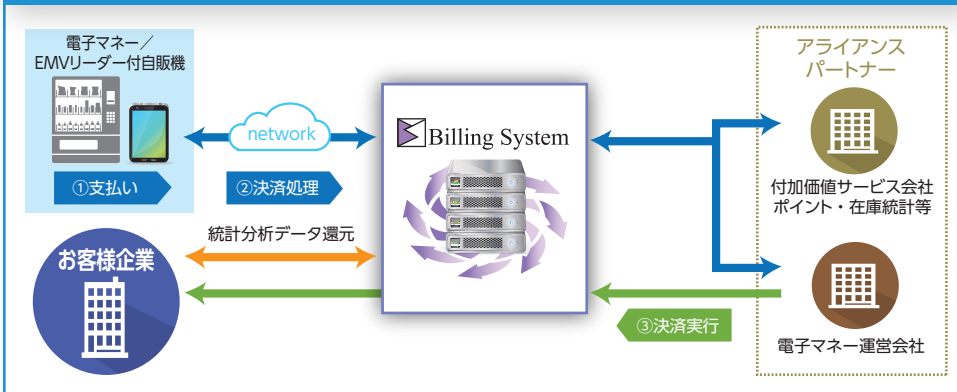 電子マネー／
EMVリーダー付自販機
①支払い
network
②決済処理
Billing System
アライアンス
パートナー
付加価値サービス会社
ポイント・在庫統計等
統計分析データ還元
お客様企業
③決済実行
電子マネー運営会社